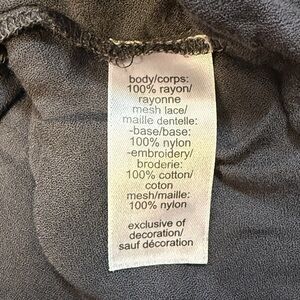 body/corps:
100% rayon/
rayonne
mesh lace/
maille dentelle:
-base/base:
100% nylon
-embroidery/
broderie:
100% cotton/
coton
mesh/maille:
100% nylon
exclusive of
decoration/
sauf décoration